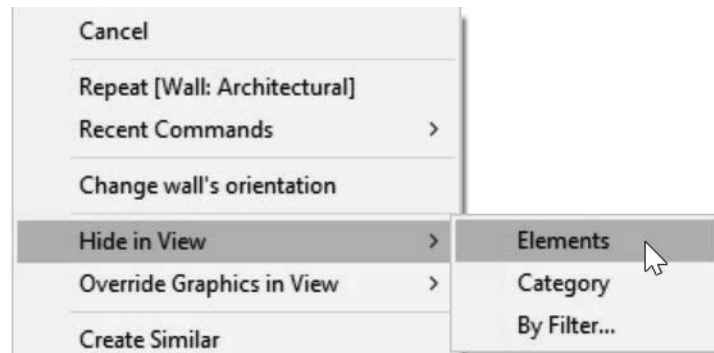 Cancel
Repeat [Wall: Architectural]
Recent Commands
Change wall's orientation
Hide in View
Override Graphics in View
Create Similar
Elements
Category
By Filter...